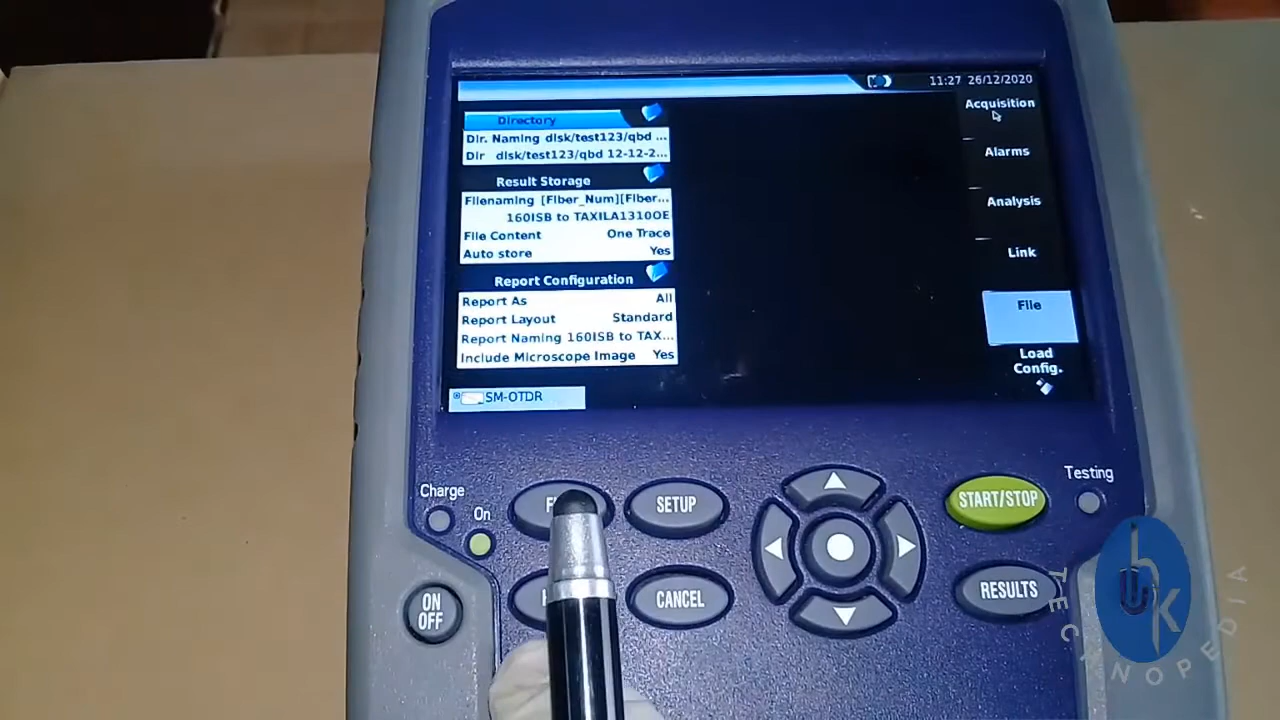 11:27 26/12/2020
Directory
Dir. Naming disk/test123/qbd ...
Dir disk/test123/qbd 12-12-2...
Result Storage
Filenaming [Fiber_Num][Fiber...
160ISB to TAXILA1310OE
File Content One Trace
Auto store Yes
Report Configuration
Report As All
Report Layout Standard
Report Naming 160ISB to TAX...
Include Microscope Image Yes
SM-OTDR
Acquisition
Alarms
Analysis
Link
File
Load
Config.
Charge
On
Testing
SETUP
START/STOP
ON
OFF
CANCEL
RESULTS
hk
TECHNOPEDIA